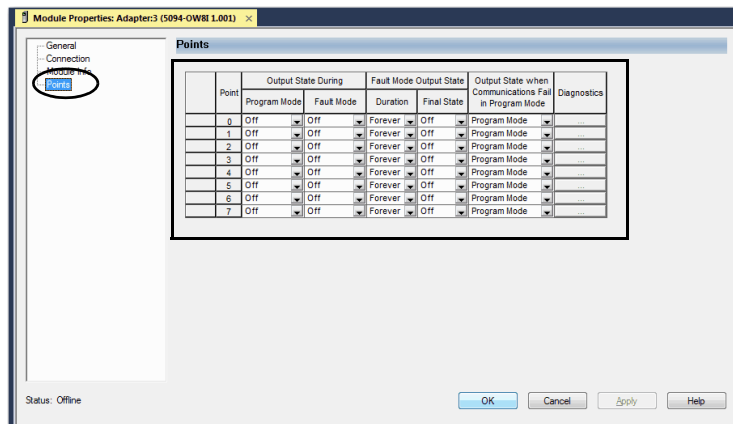 Module Properties: Adapter:3 (5094-OW8I 1.001) ×
General
Connection
Module Info
Points
Points
Point
Output State During
Program Mode Fault Mode
Fault Mode Output State
Duration Final State
Output State when
Communications Fail
in Program Mode
Diagnostics
0 Off Off Forever Off Program Mode ...
1 Off Off Forever Off Program Mode ...
2 Off Off Forever Off Program Mode ...
3 Off Off Forever Off Program Mode ...
4 Off Off Forever Off Program Mode ...
5 Off Off Forever Off Program Mode ...
6 Off Off Forever Off Program Mode ...
7 Off Off Forever Off Program Mode ...
Status: Offline
OK Cancel Apply Help